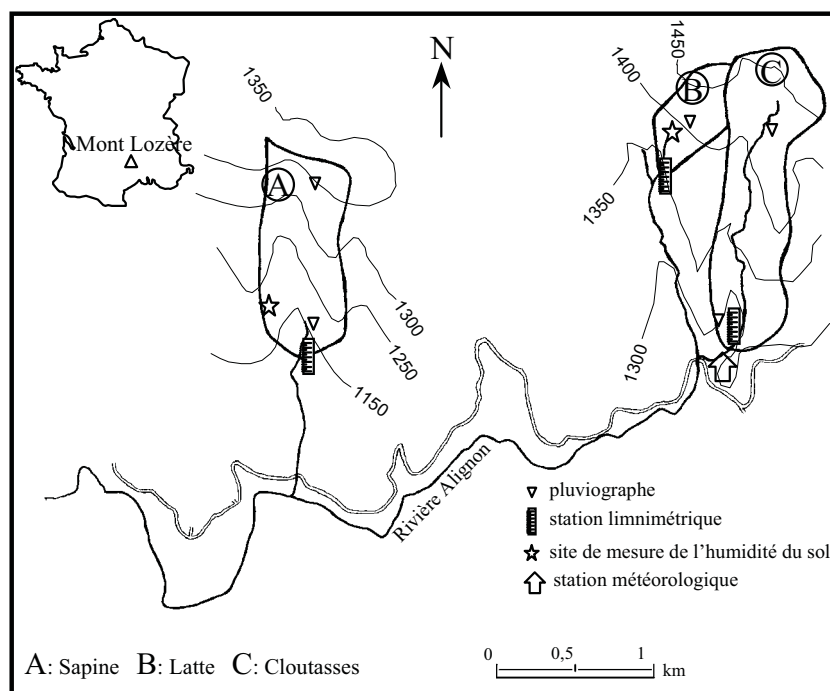 N
Mont Lozère
1350
1450
1400
B
C
A
1350
1300
1250
1150
1300
1300
Rivière Alignon
pluviographe
station limnimétrique
site de mesure de l'humidité du sol
station météorologique
A: Sapine B: Latte C: Cloutasses
0 0,5 1
km